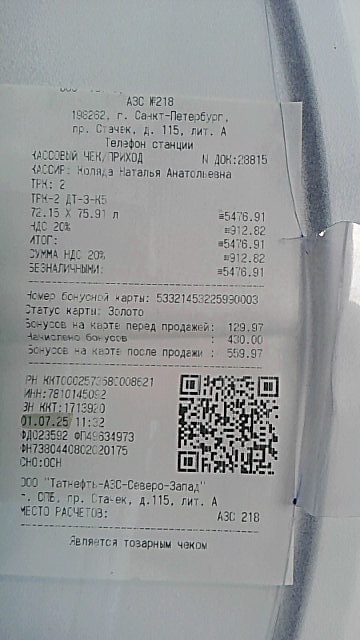 АЗС №218
198262, г. Санкт-Петербург,
пр. Стачек, д. 115, лит. А
Телефон станции
КАССОВЫЙ ЧЕК/ПРИХОД N ДОК:28815
КАССИР: Коляда Наталья Анатольевна
ТРК: 2
ТРК-2 ДТ-З-К5
72.15 X 75.91 л =5476.91
НДС 20% =912.82
ИТОГ: =5476.91
СУММА НДС 20% =912.82
БЕЗНАЛИЧНЫМИ: =5476.91
Номер бонусной карты: 53321453225990003
Статус карты: Золото
Бонусов на карте перед продажей: 129.97
Начислено бонусов : 430.00
Бонусов на карте после продажи : 559.97
РН ККТ0002573580008621
ИНН:7810145092
ЗН ККТ:1713920
01.07.25 11:32
ФД023592 ФП49634973
ФН7380440802020175
СНО:ОСН
ООО "Татнефть-АЗС-Северо-Запад"
г. СПБ, пр. Стачек, д.115, лит. А
МЕСТО РАСЧЕТОВ: АЗС 218
Является товарным чеком